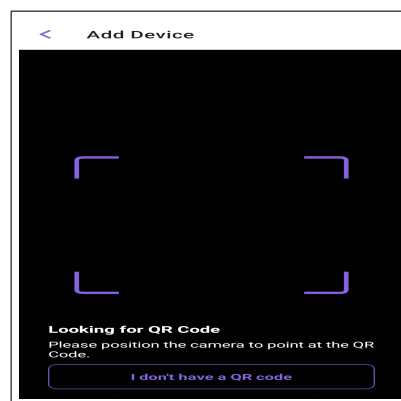 < Add Device
Looking for QR Code
Please position the camera to point at the QR
Code.
I don't have a QR code